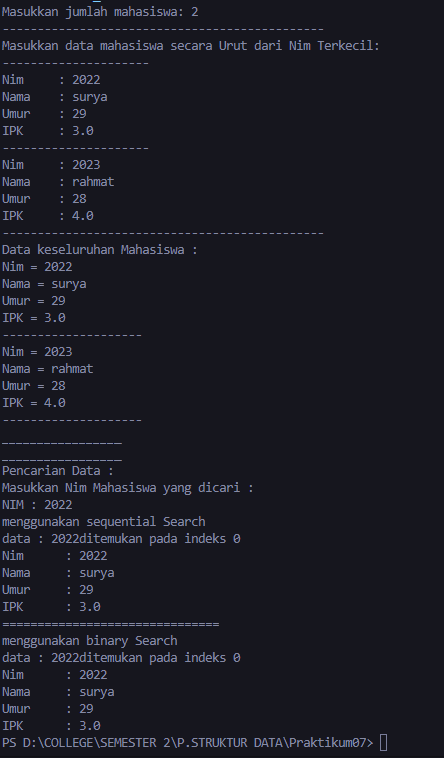 Masukkan jumlah mahasiswa: 2
----------------------------------------------
Masukkan data mahasiswa secara Urut dari Nim Terkecil:
---------------------
Nim     : 2022
Nama    : surya
Umur    : 29
IPK     : 3.0
---------------------
Nim     : 2023
Nama    : rahmat
Umur    : 28
IPK     : 4.0
----------------------------------------------
Data keseluruhan Mahasiswa :
Nim = 2022
Nama = surya
Umur = 29
IPK = 3.0
--------------------
Nim = 2023
Nama = rahmat
Umur = 28
IPK = 4.0
--------------------
_________________
_________________
Pencarian Data :
Masukkan Nim Mahasiswa yang dicari :
NIM : 2022
menggunakan sequential Search
data : 2022ditemukan pada indeks 0
Nim      : 2022
Nama     : surya
Umur     : 29
IPK      : 3.0
===============================
menggunakan binary Search
data : 2022ditemukan pada indeks 0
Nim      : 2022
Nama     : surya
Umur     : 29
IPK      : 3.0
PS D:\COLLEGE\SEMESTER 2\P.STRUKTUR DATA\Praktikum07>